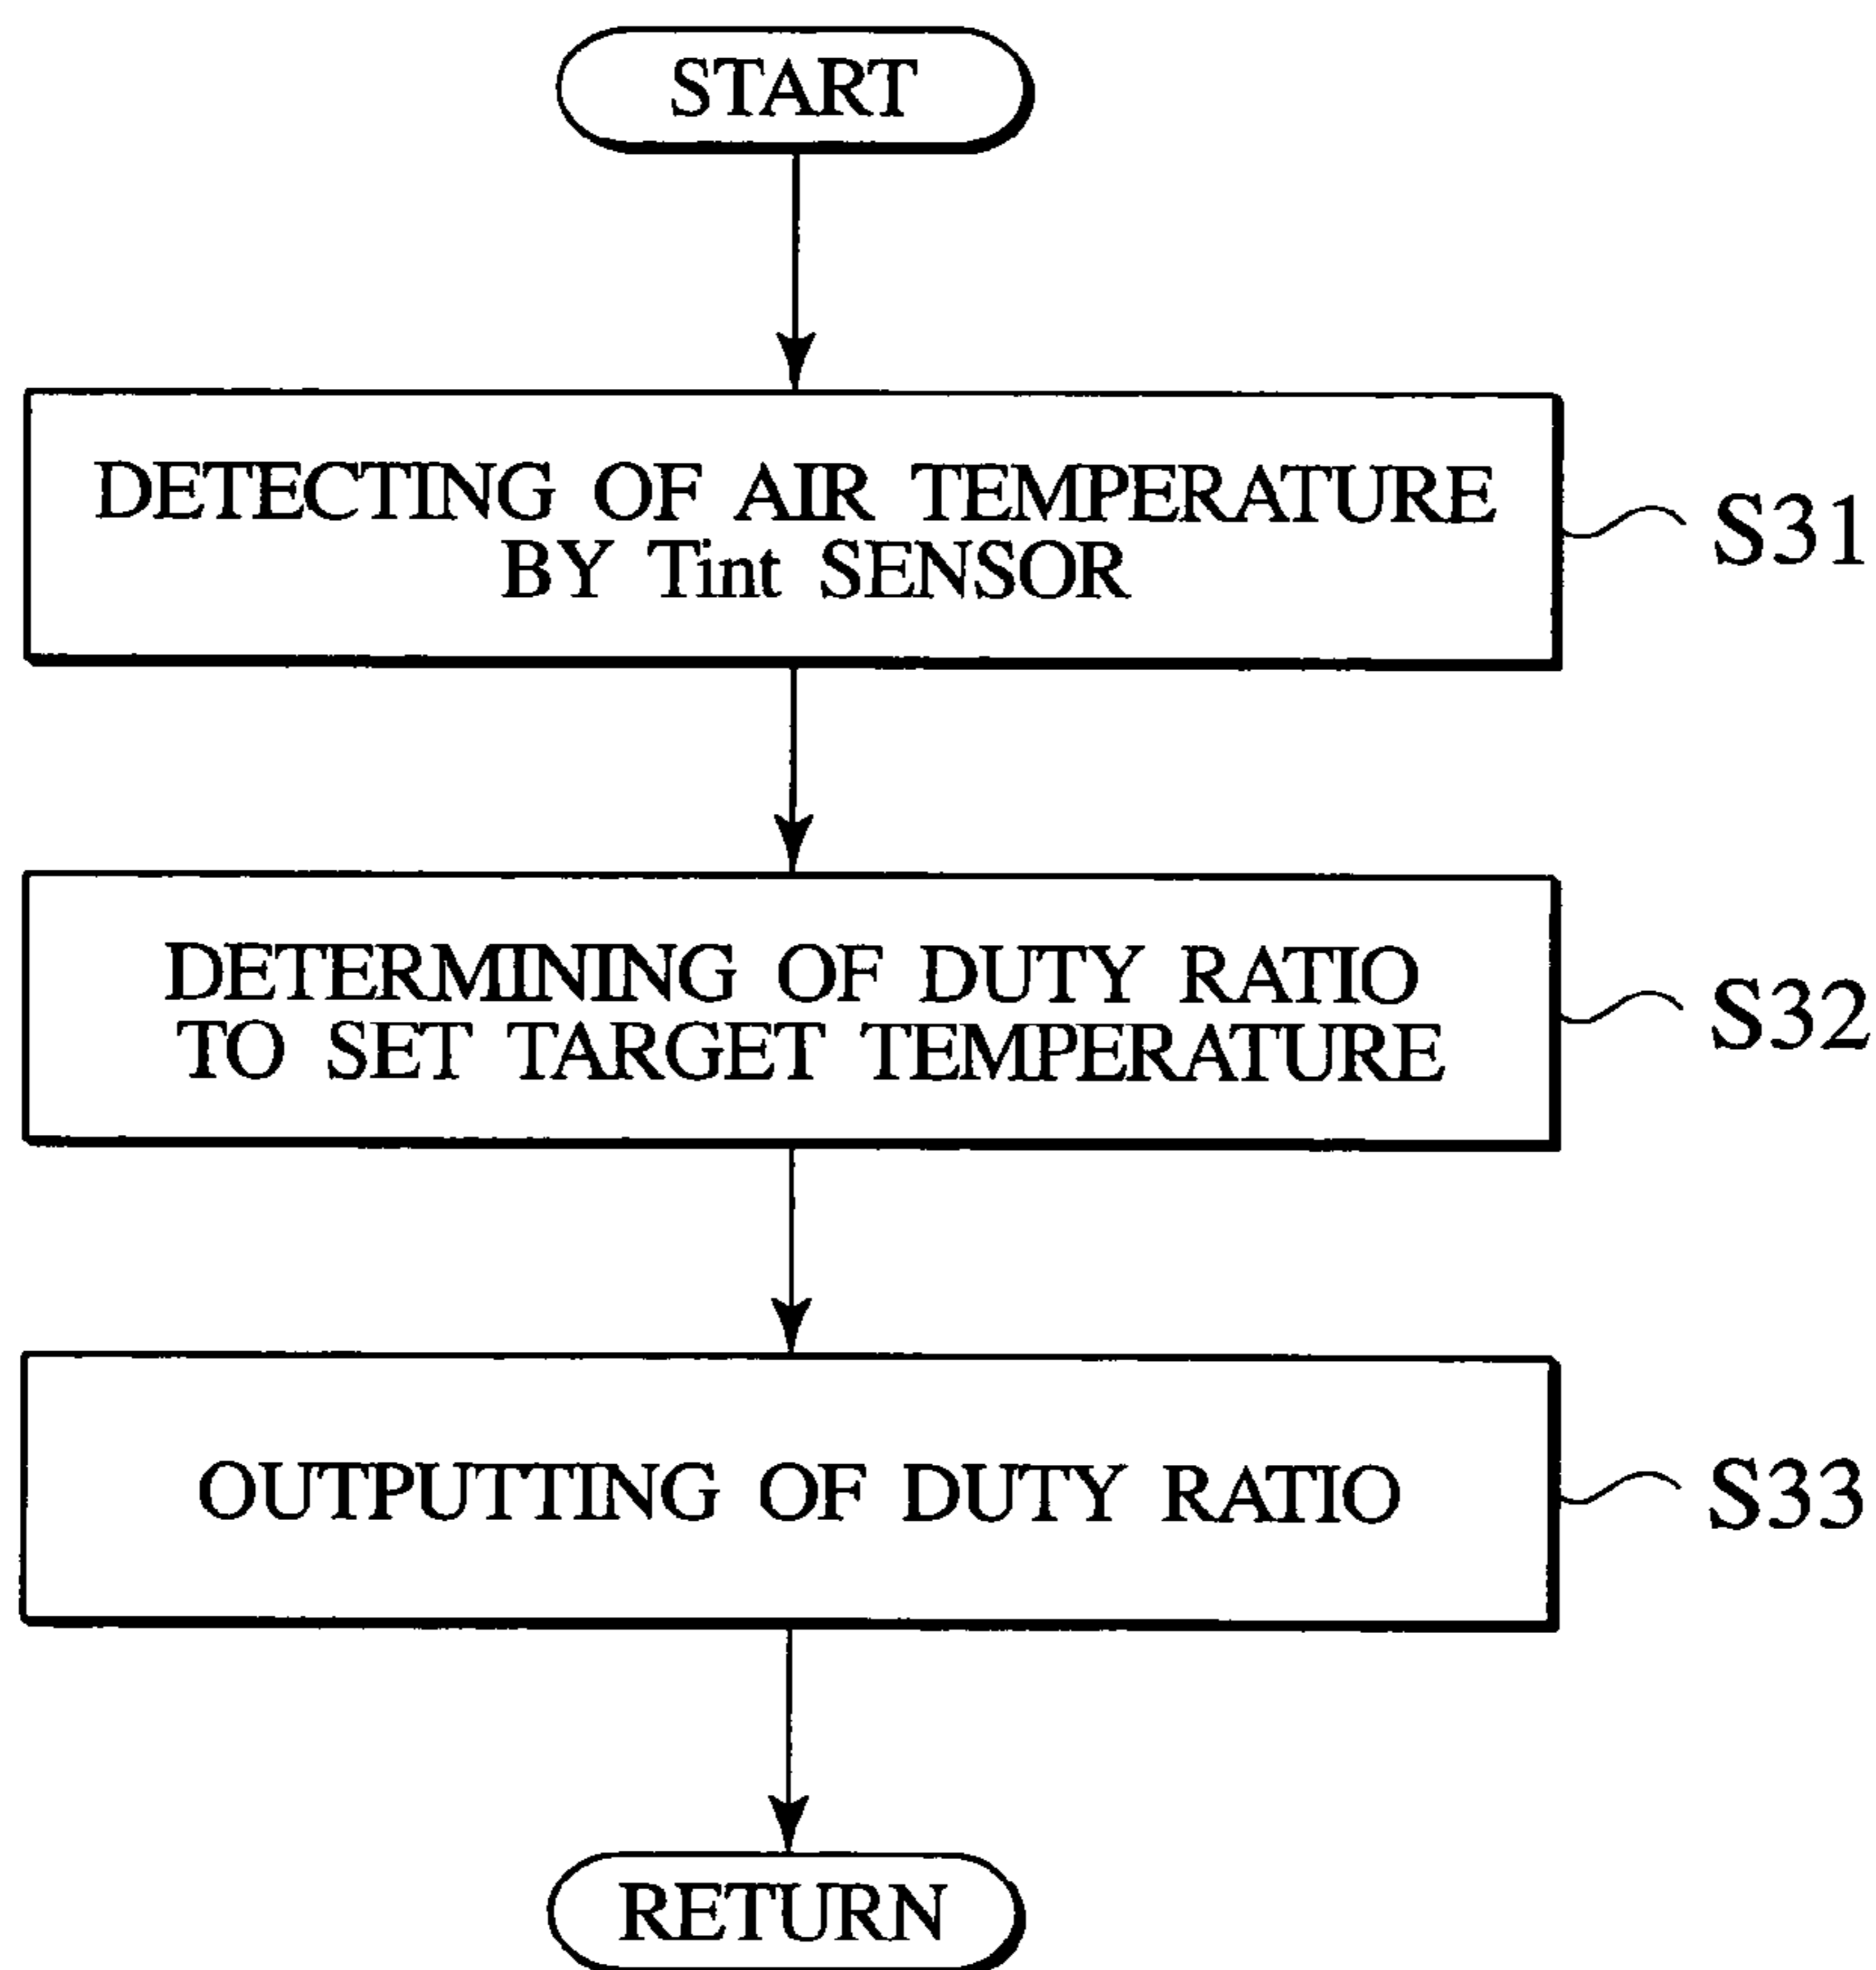 START
DETECTING OF AIR TEMPERATURE
BY Tint SENSOR
S31
DETERMINING OF DUTY RATIO
TO SET TARGET TEMPERATURE
S32
OUTPUTTING OF DUTY RATIO
S33
RETURN